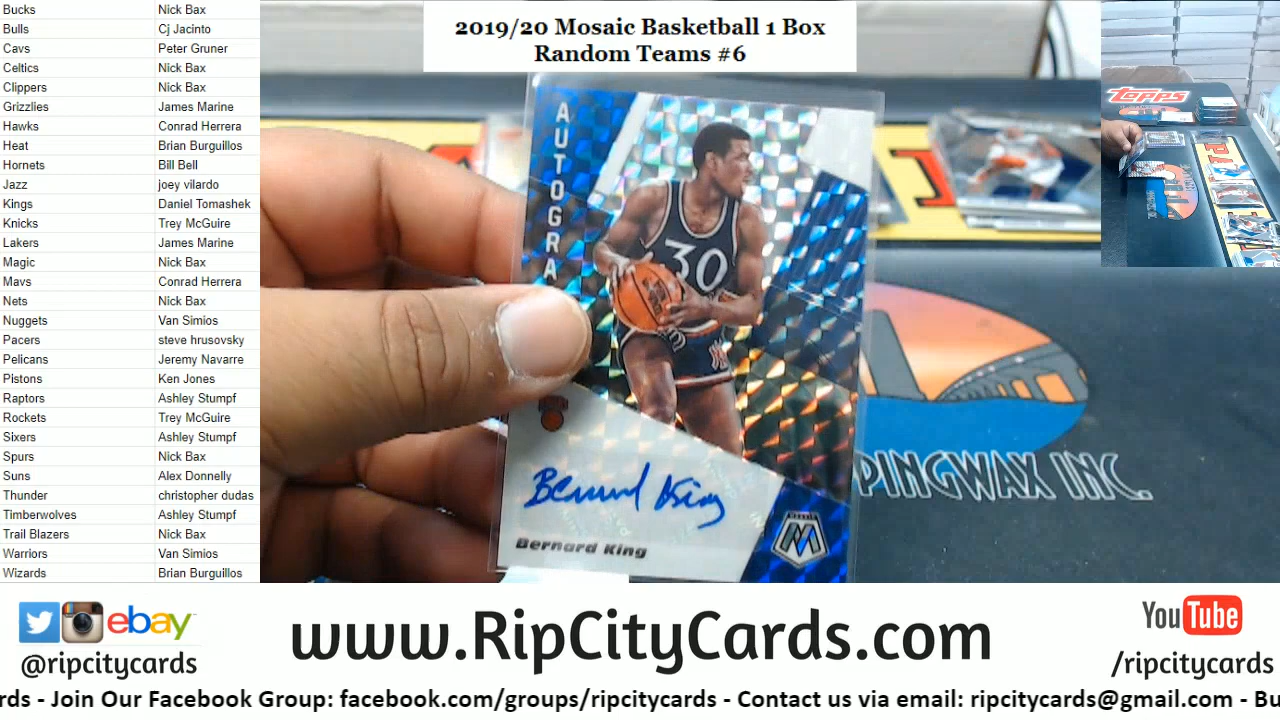 2019/20 Mosaic Basketball 1 Box
Random Teams #6
Bucks Nick Bax
Bulls Cj Jacinto
Cavs Peter Gruner
Celtics Nick Bax
Clippers Nick Bax
Grizzlies James Marine
Hawks Conrad Herrera
Heat Brian Burguillos
Hornets Bill Bell
Jazz joey vilardo
Kings Daniel Tomashek
Knicks Trey McGuire
Lakers James Marine
Magic Nick Bax
Mavs Conrad Herrera
Nets Nick Bax
Nuggets Van Simios
Pacers steve hrusovsky
Pelicans Jeremy Navarre
Pistons Ken Jones
Raptors Ashley Stumpf
Rockets Trey McGuire
Sixers Ashley Stumpf
Spurs Nick Bax
Suns Alex Donnelly
Thunder christopher dudas
Timberwolves Ashley Stumpf
Trail Blazers Nick Bax
Warriors Van Simios
Wizards Brian Burguillos
AUTOGRA
30
Bernard King
Bernard King
PINGWAX INC.
Topps
ebay
@ripcitycards
www.RipCityCards.com
YouTube
/ripcitycards
rds - Join Our Facebook Group: facebook.com/groups/ripcitycards - Contact us via email: ripcitycards@gmail.com - Bu